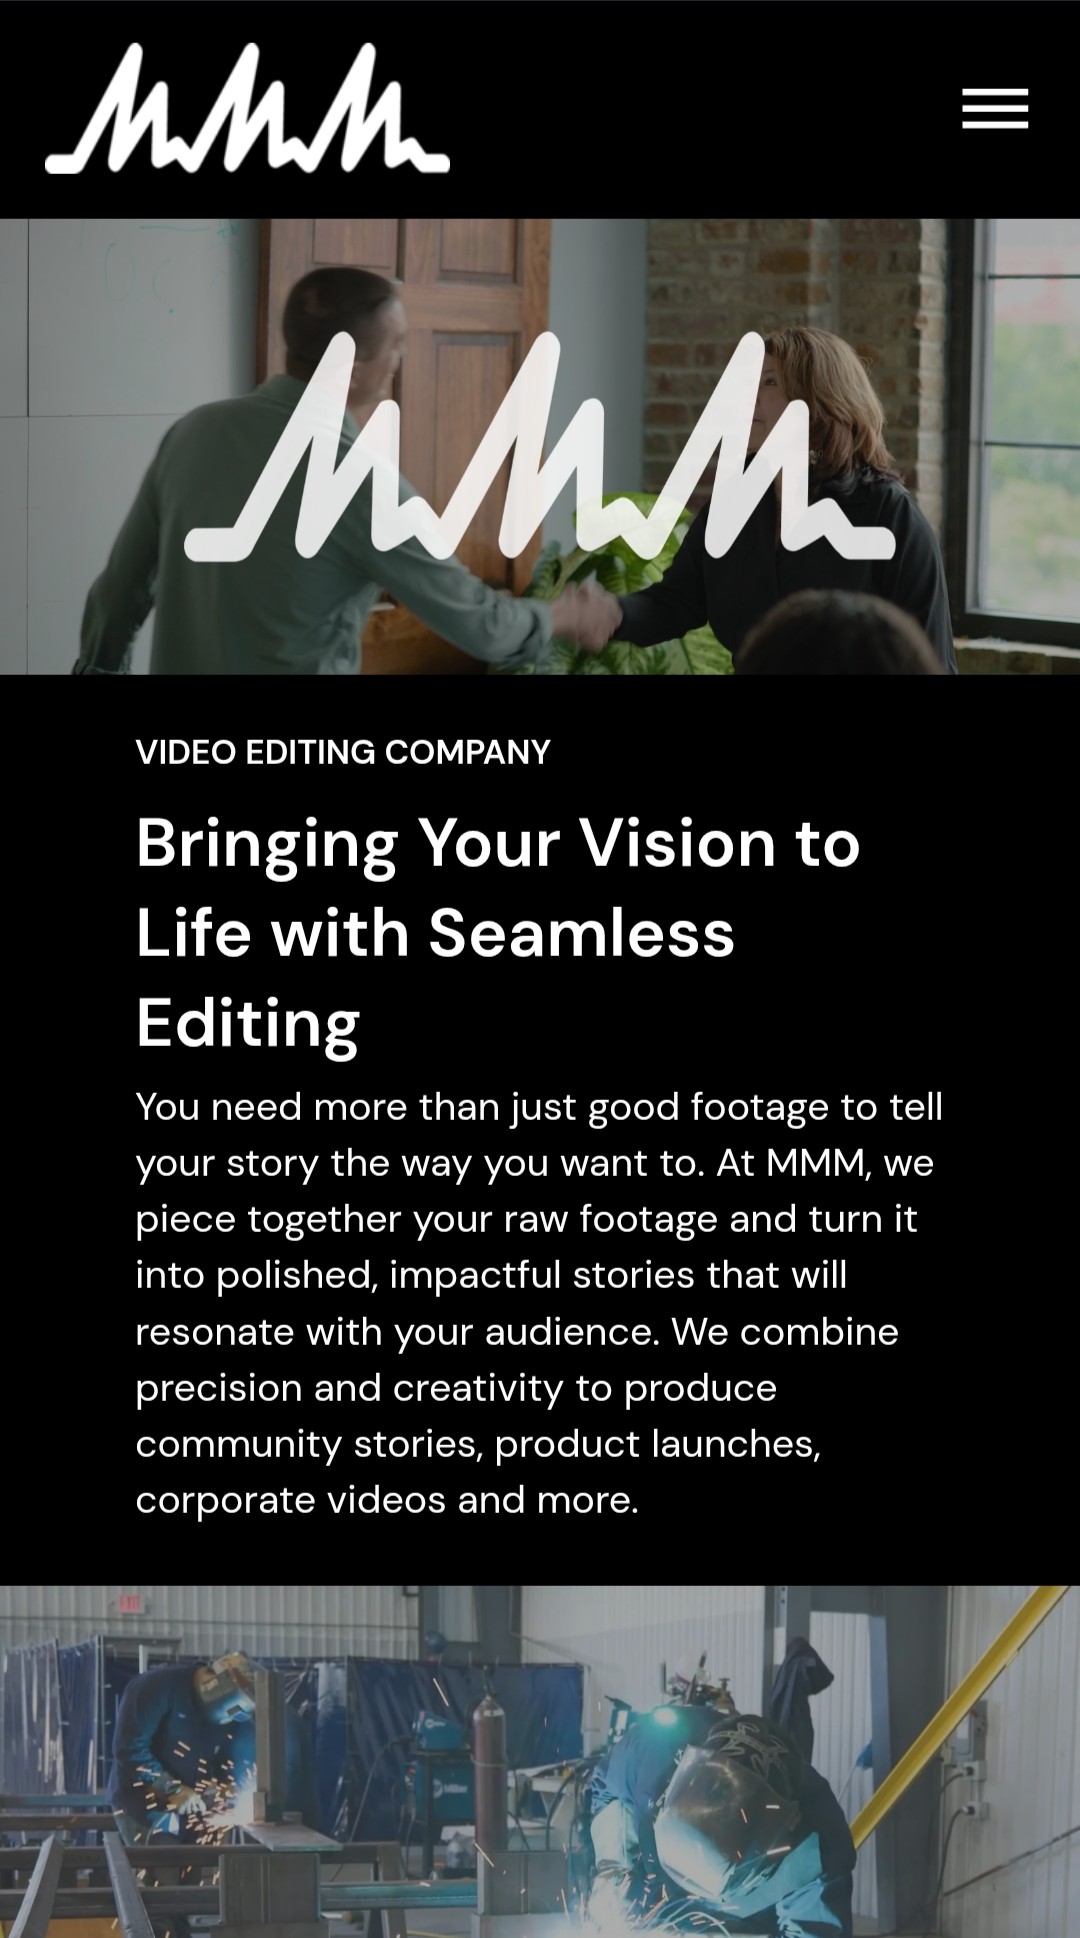 MMM
MMM
VIDEO EDITING COMPANY
Bringing Your Vision to
Life with Seamless
Editing
You need more than just good footage to tell
your story the way you want to. At MMM, we
piece together your raw footage and turn it
into polished, impactful stories that will
resonate with your audience. We combine
precision and creativity to produce
community stories, product launches,
corporate videos and more.